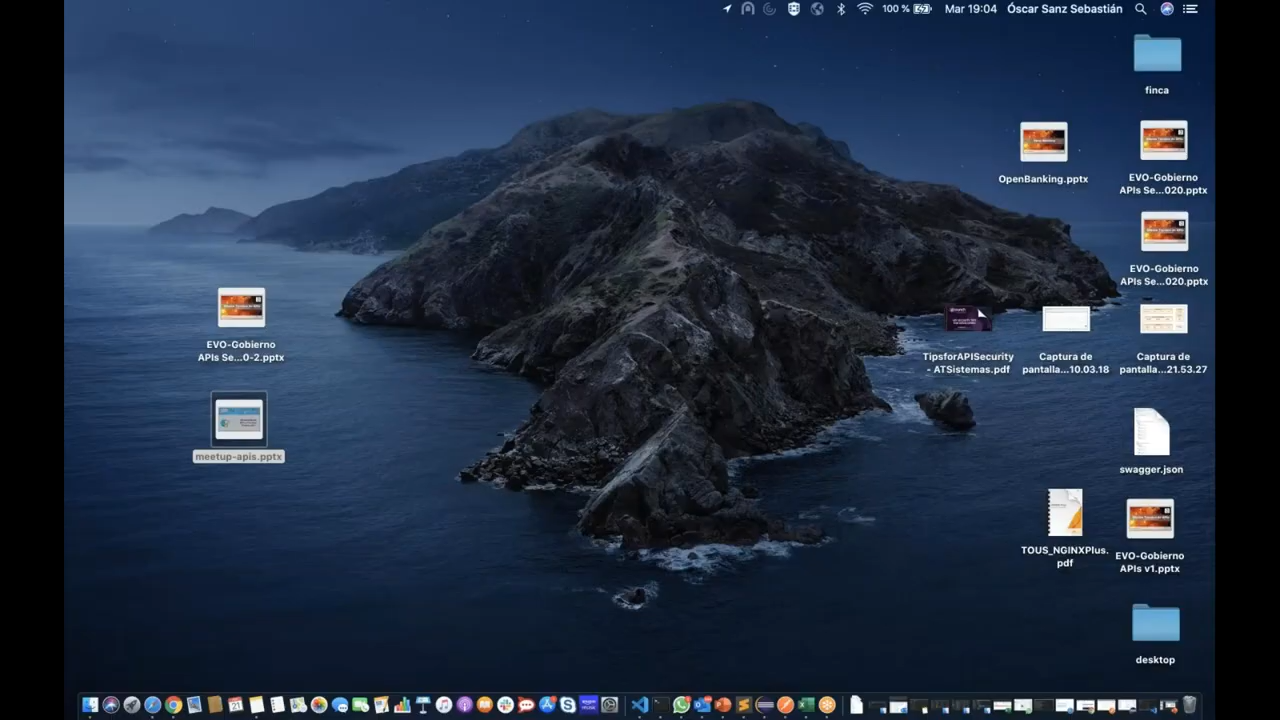 100 %
Mar 19:04
Óscar Sanz Sebastián
finca
OpenBanking.pptx
EVO-Gobierno
APIs Se...020.pptx
EVO-Gobierno
APIs Se...020.pptx
EVO-Gobierno
APIs Se...0-2.pptx
TipsforAPISecurity
- ATSistemas.pdf
Captura de
pantalla...10.03.18
Captura de
pantalla...21.53.27
meetup-apis.pptx
swagger.json
TOUS_NGINXPlus.
pdf
EVO-Gobierno
APIs v1.pptx
desktop